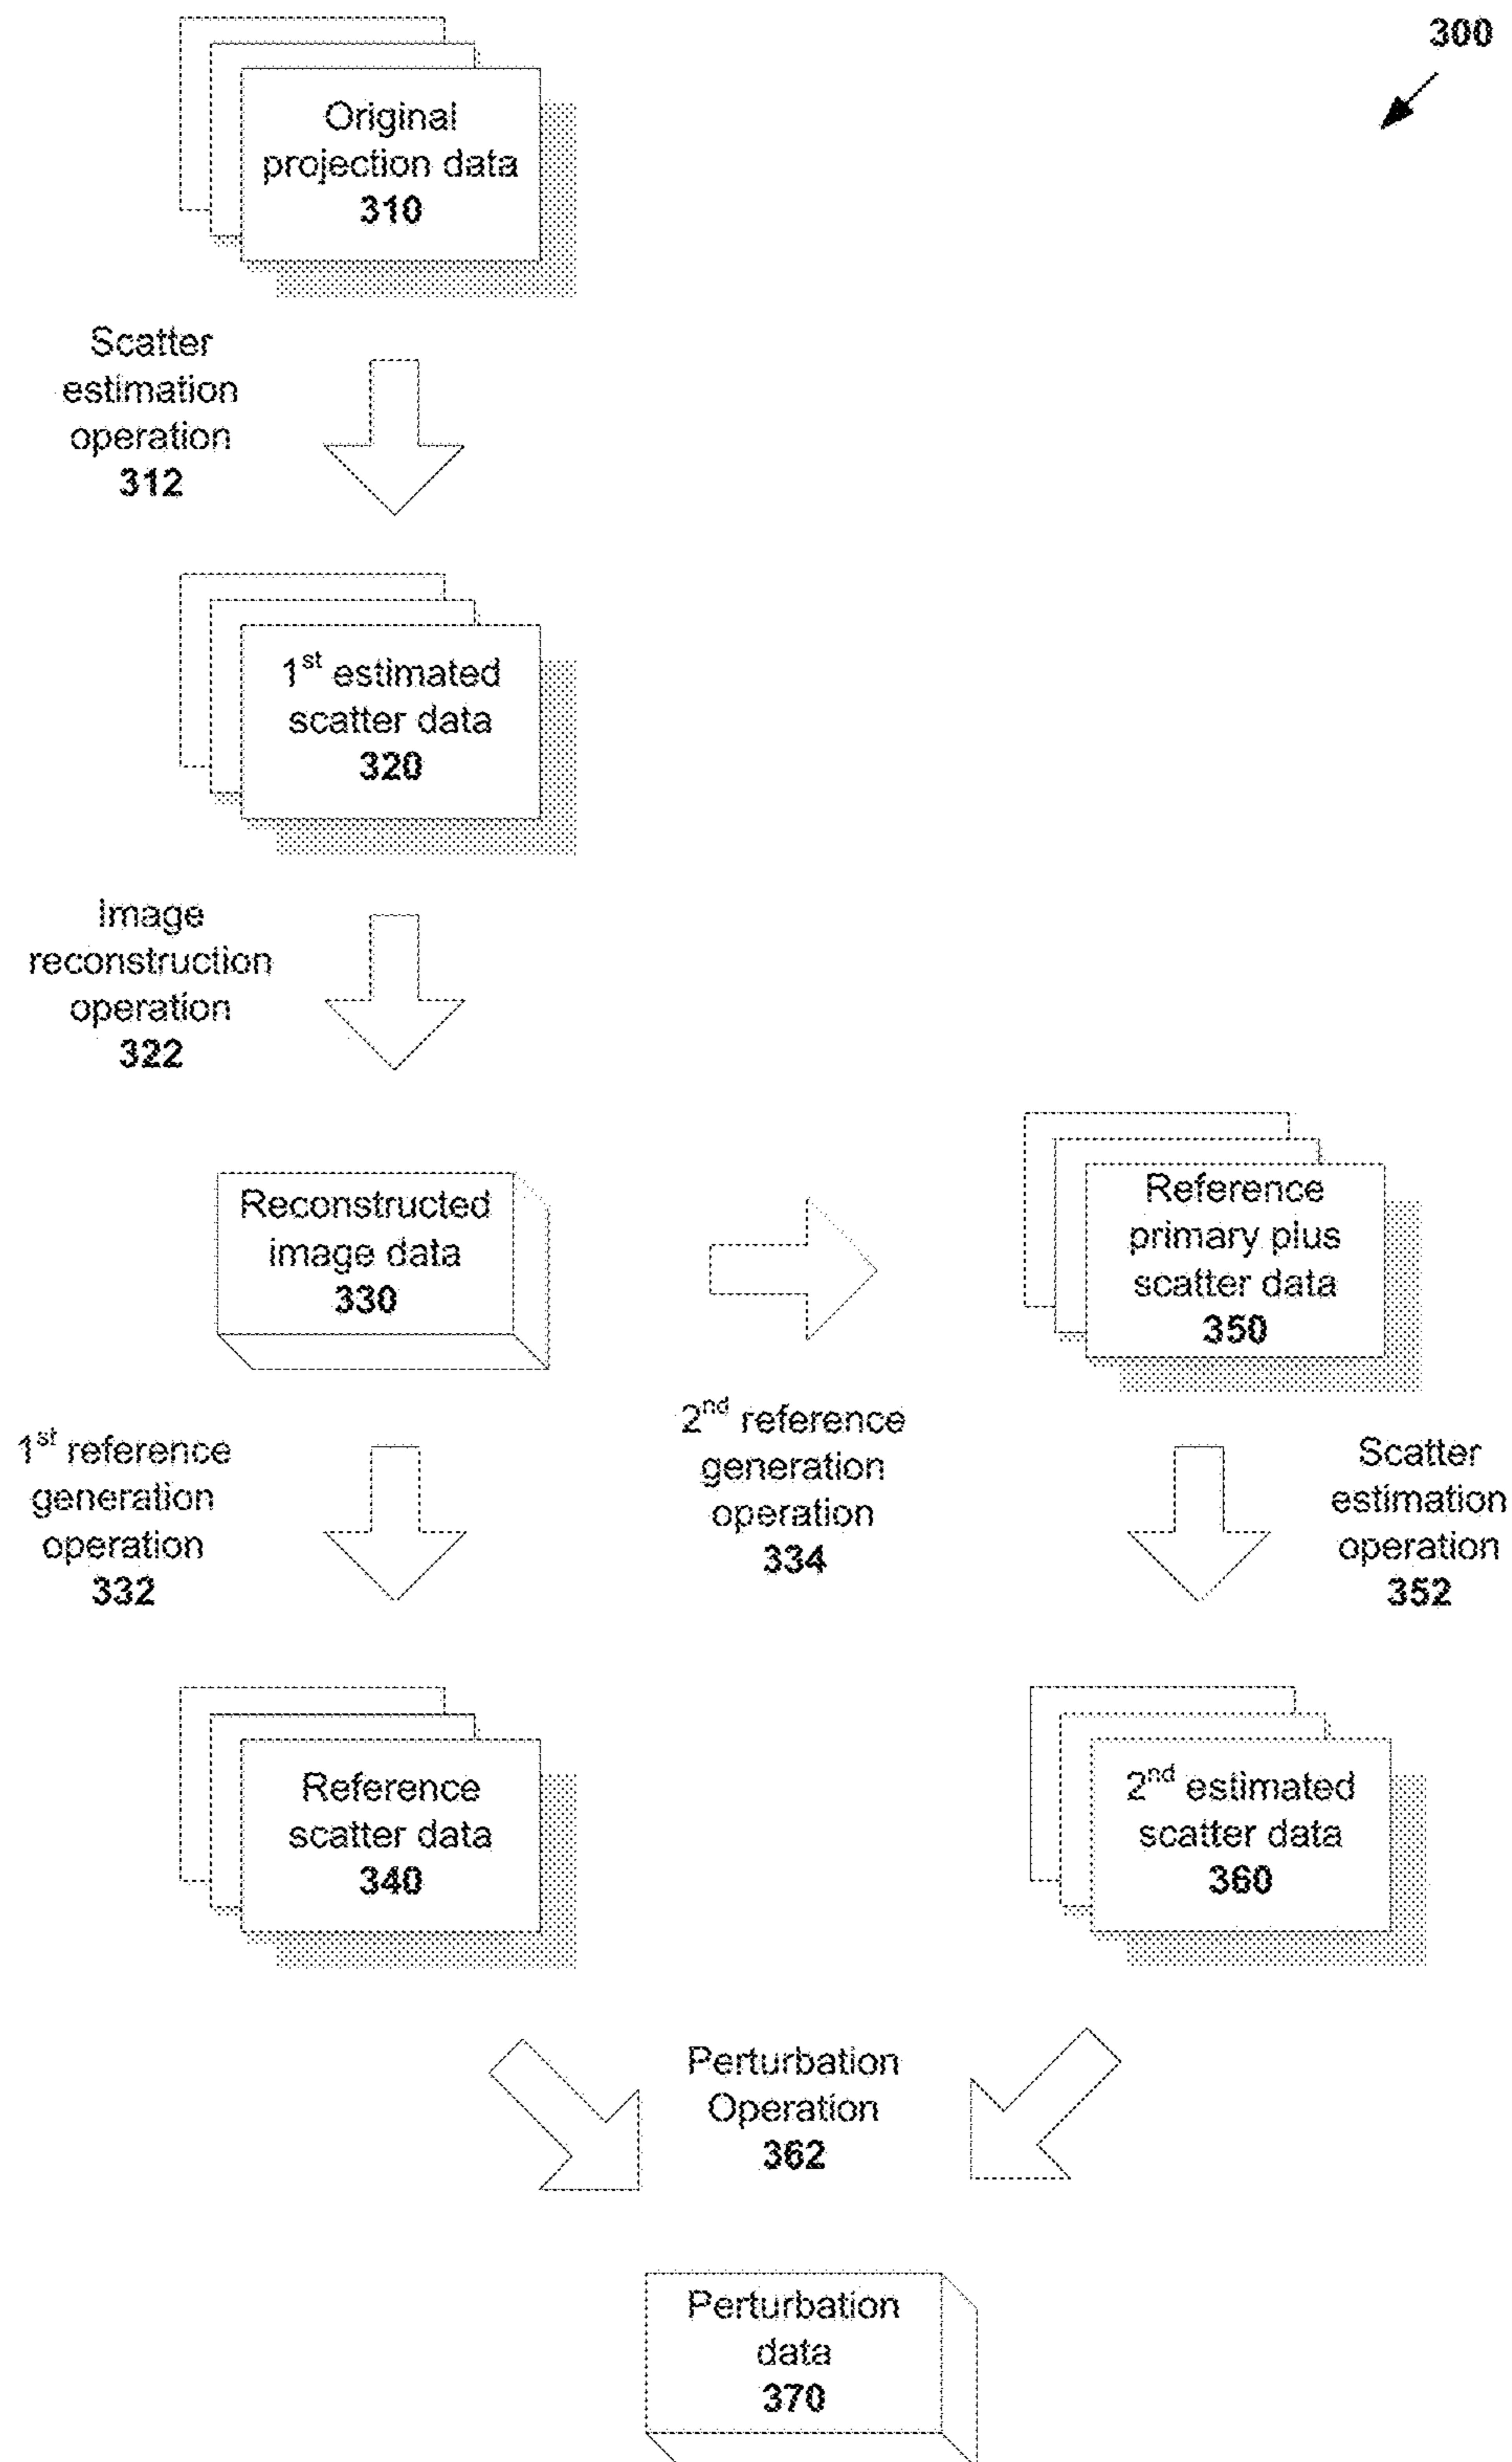 300
Original
projection data
310
Scatter
estimation
operation
312
1st estimated
scatter data
320
Image
reconstruction
operation
322
Reconstructed
image data
330
Reference
primary plus
scatter data
350
1st reference
generation
operation
332
2nd reference
generation
operation
334
Scatter
estimation
operation
352
Reference
scatter data
340
2nd estimated
scatter data
360
Perturbation
Operation
362
Perturbation
data
370